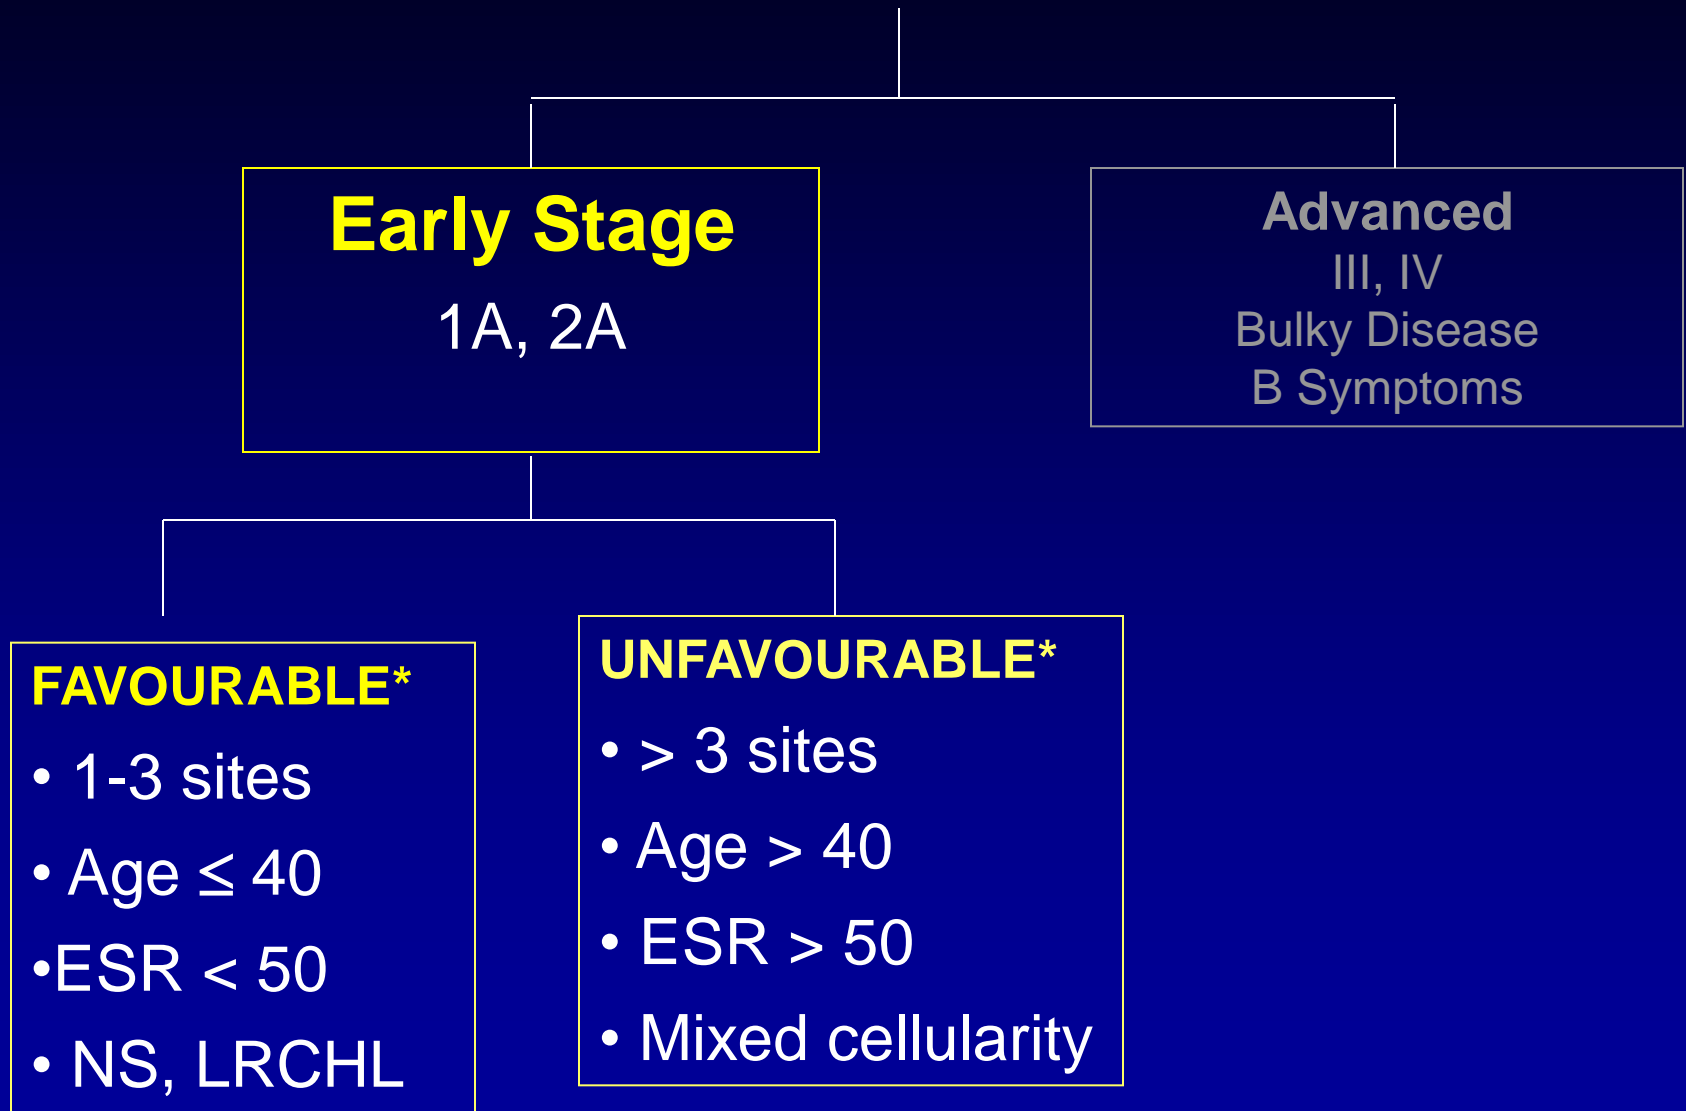 Early Stage
1A, 2A
Advanced
III, IV
Bulky Disease
B Symptoms
FAVOURABLE*
• 1-3 sites
• Age ≤ 40
•ESR < 50
• NS, LRCHL
UNFAVOURABLE*
• > 3 sites
• Age > 40
• ESR > 50
• Mixed cellularity